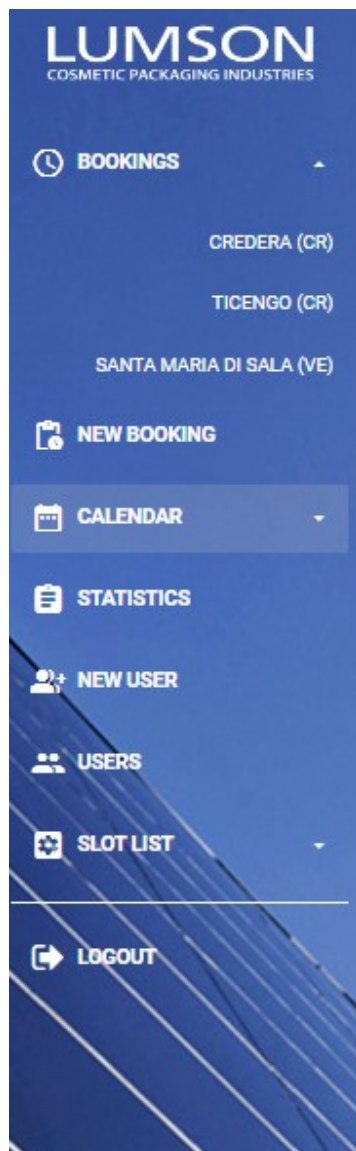 LUMSON
COSMETIC PACKAGING INDUSTRIES
BOOKINGS
CREDERA (CR)
TICENGO (CR)
SANTA MARIA DI SALA (VE)
NEW BOOKING
CALENDAR
STATISTICS
NEW USER
USERS
SLOT LIST
LOGOUT